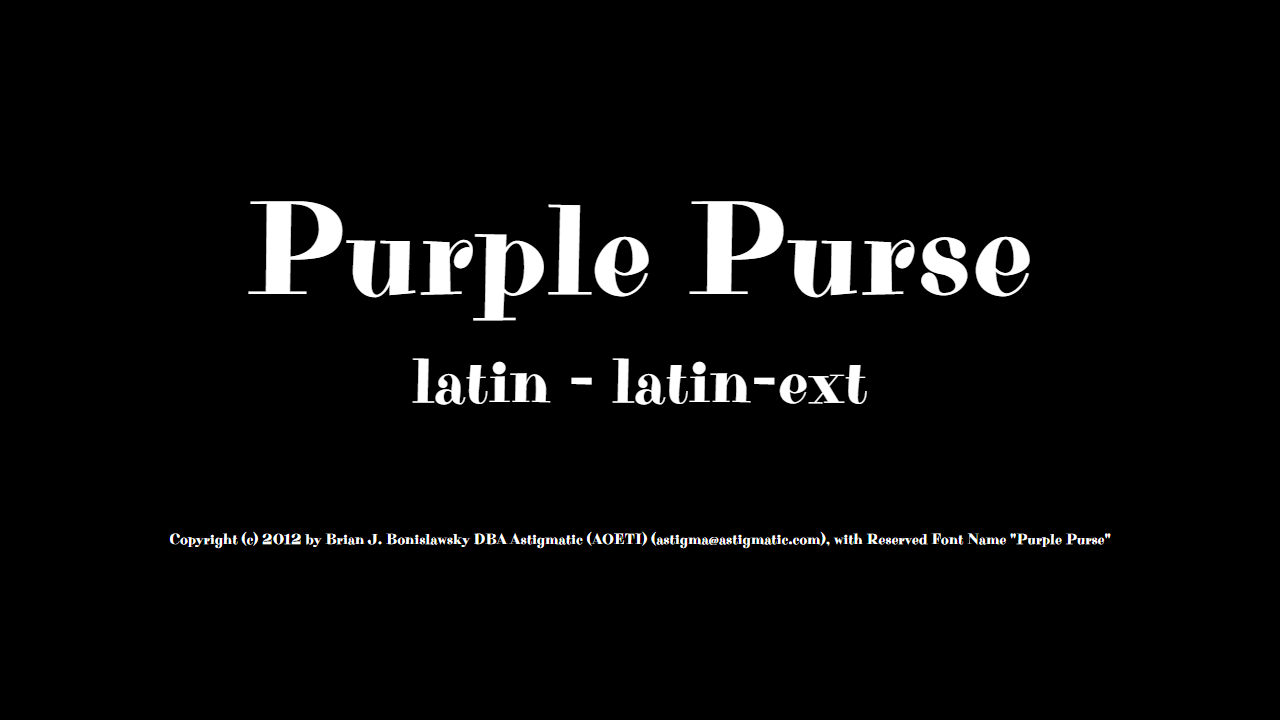 Purple Purse
latin - latin-ext
Copyright (c) 2012 by Brian J. Bonislawsky DBA Astigmatic (AOETI) (astigma@astigmatic.com), with Reserved Font Name "Purple Purse"